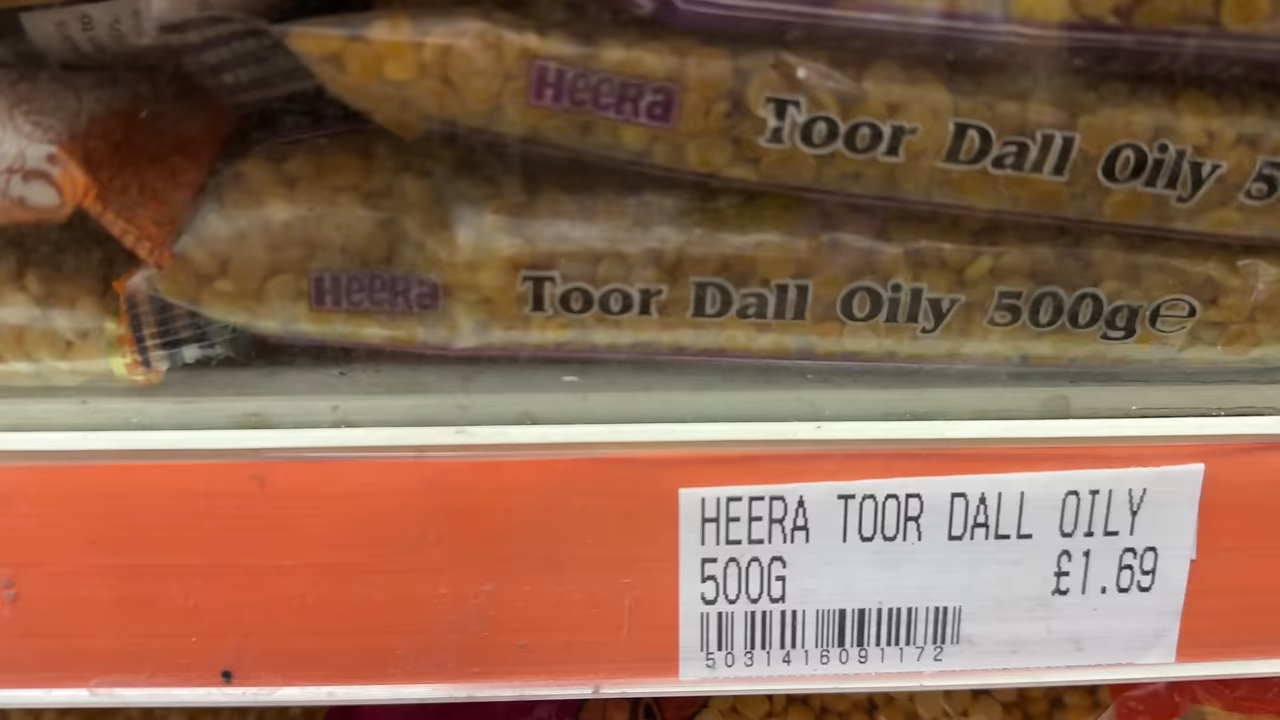 HEERA
Toor Dall Oily 5
HEERA
Toor Dall Oily 500g℮
HEERA TOOR DALL OILY
500G £1.69
5031416091172